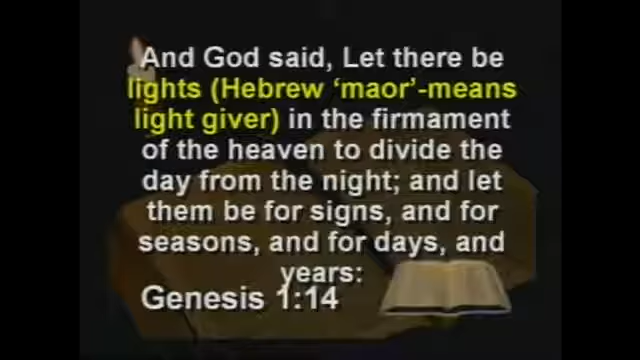 And God said, Let there be
lights (Hebrew ‘maor’-means
light giver) in the firmament
of the heaven to divide the
day from the night; and let
them be for signs, and for
seasons, and for days, and
years:
Genesis 1:14